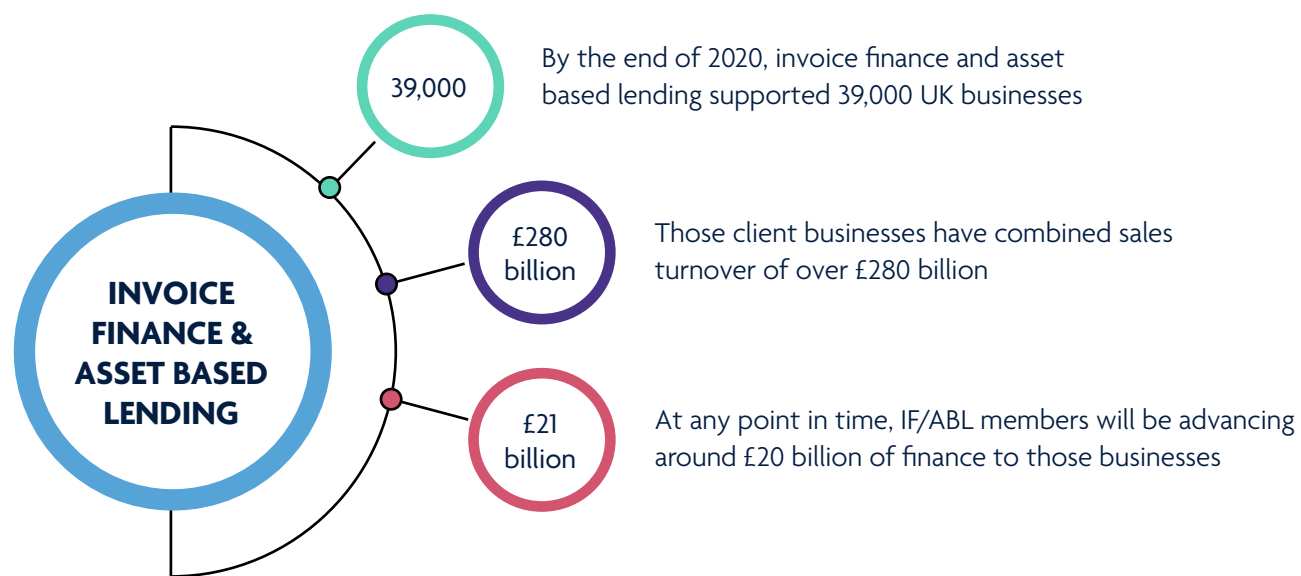 39,000
By the end of 2020, invoice finance and asset
based lending supported 39,000 UK businesses
£280
billion
Those client businesses have combined sales
turnover of over £280 billion
INVOICE
FINANCE &
ASSET BASED
LENDING
£21
billion
At any point in time, IF/ABL members will be advancing
around £20 billion of finance to those businesses